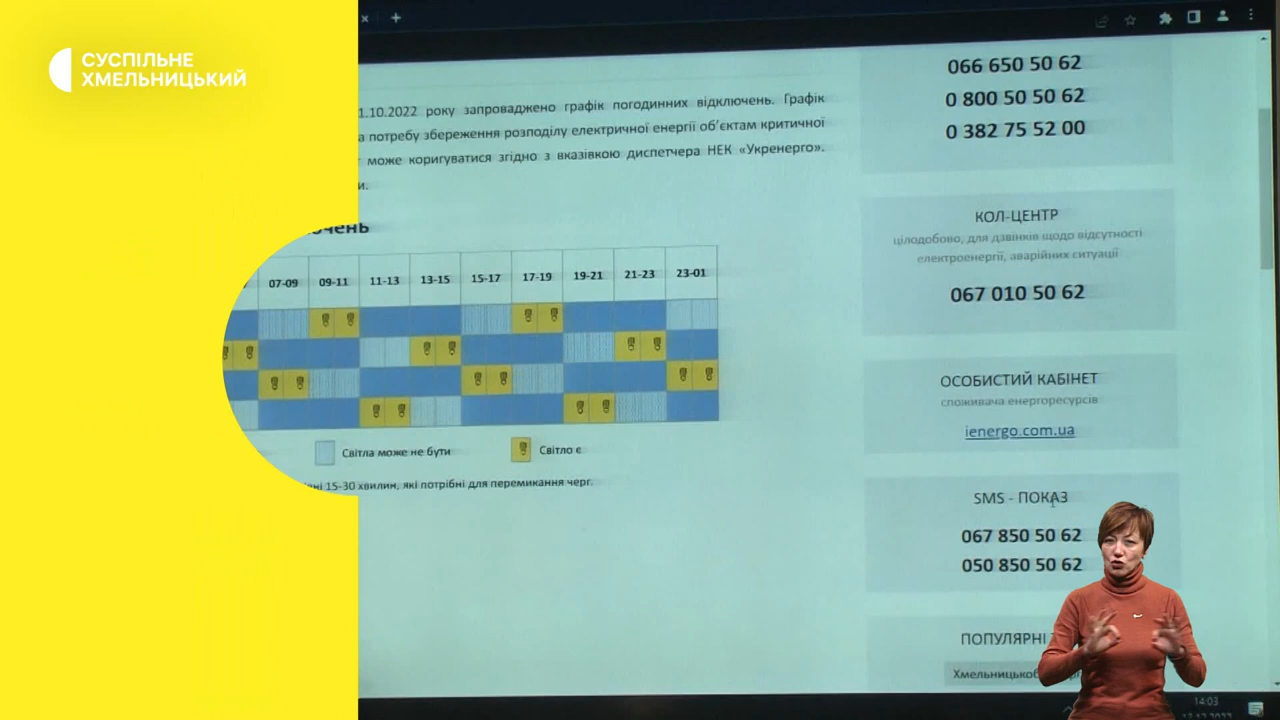 СУСПІЛЬНЕ
ХМЕЛЬНИЦЬКИЙ
1.10.2022 року запроваджено графік погодинних відключень. Графік
а потребу збереження розподілу електричної енергії об’єктам критичної
може коригуватися згідно з вказівкою диспетчера НЕК «Укренерго».
и.
чень
07-09 09-11 11-13 13-15 15-17 17-19 19-21 21-23 23-01
Світла може не бути
Світло є
15-30 хвилин, які потрібні для перемикання черг.
066 650 50 62
0 800 50 50 62
0 382 75 52 00
КОЛ-ЦЕНТР
цілодобово, для дзвінків щодо відсутності
електроенергії, аварійних ситуації
067 010 50 62
ОСОБИСТИЙ КАБІНЕТ
споживача енергоресурсів
ienergo.com.ua
SMS - ПОКАЗ
067 850 50 62
050 850 50 62
ПОПУЛЯРНІ
Хмельницькоб
14:03